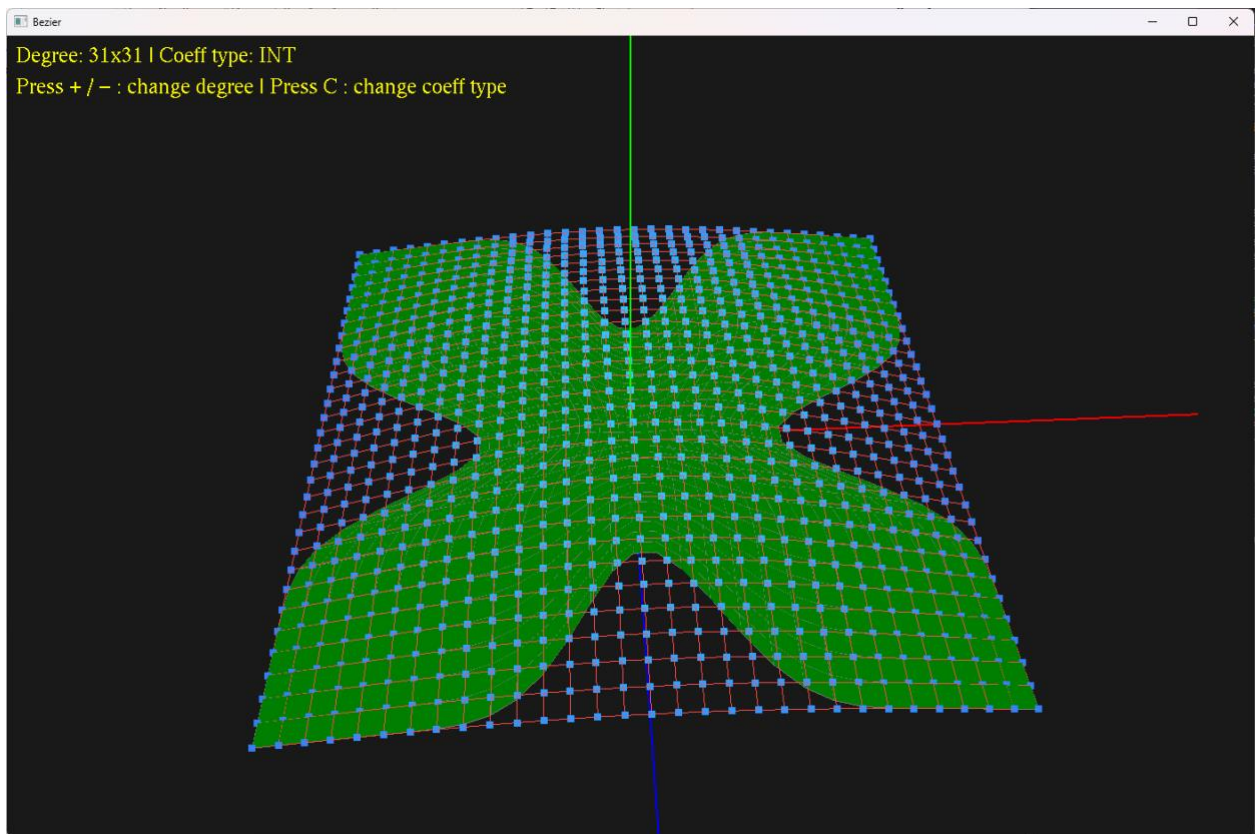 Bezier
Degree: 31x31 | Coeff type: INT
Press + / – : change degree | Press C : change coeff type